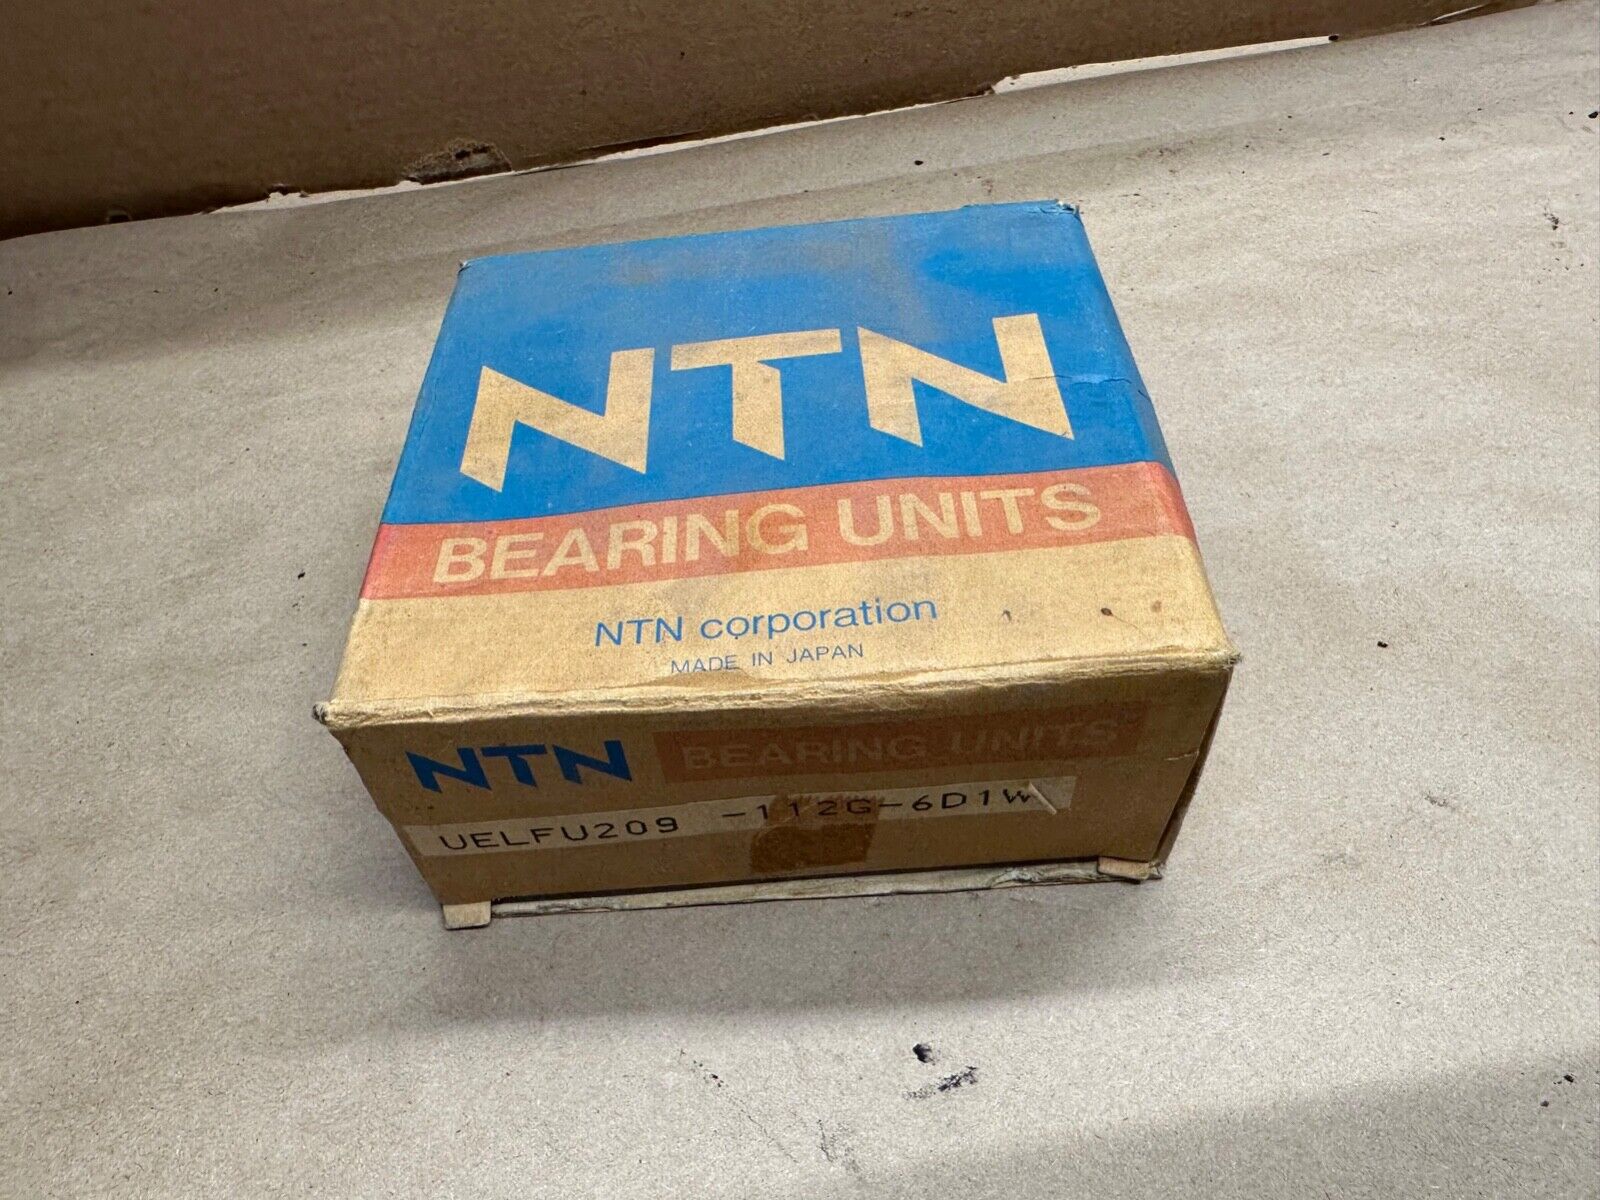 NTN
BEARING UNITS
NTN corporation
MADE IN JAPAN
NTN BEARING UNITS
UELFU209 -112G-6D1W